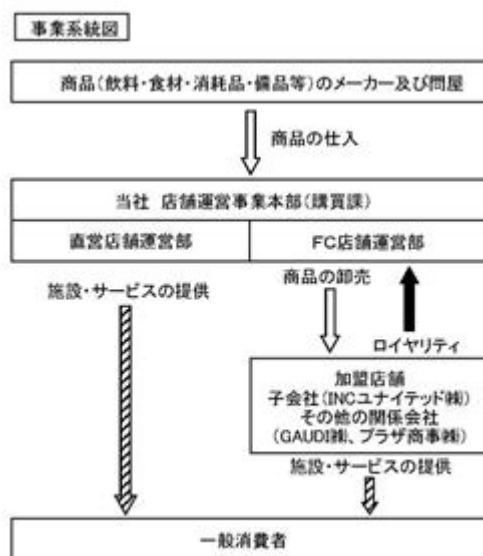 事業系統図
商品(飲料・食材・消耗品・備品等)のメーカー及び問屋
商品の仕入
当社 店舗運営事業本部(購買課)
直営店舗運営部
FC店舗運営部
施設・サービスの提供
商品の卸売
ロイヤリティ
加盟店舗
子会社(INCユナイテッド㈱)
その他の関係会社
(GAUDI㈱、プラザ商事㈱)
施設・サービスの提供
一般消費者